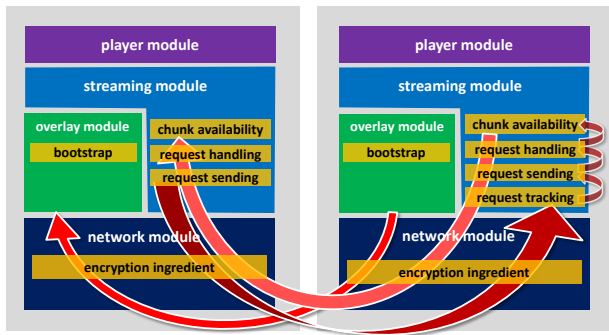 player module
streaming module
overlay module
bootstrap
chunk availability
request handling
request sending
network module
encryption ingredient
player module
streaming module
overlay module
bootstrap
chunk availability
request handling
request sending
request tracking
network module
encryption ingredient